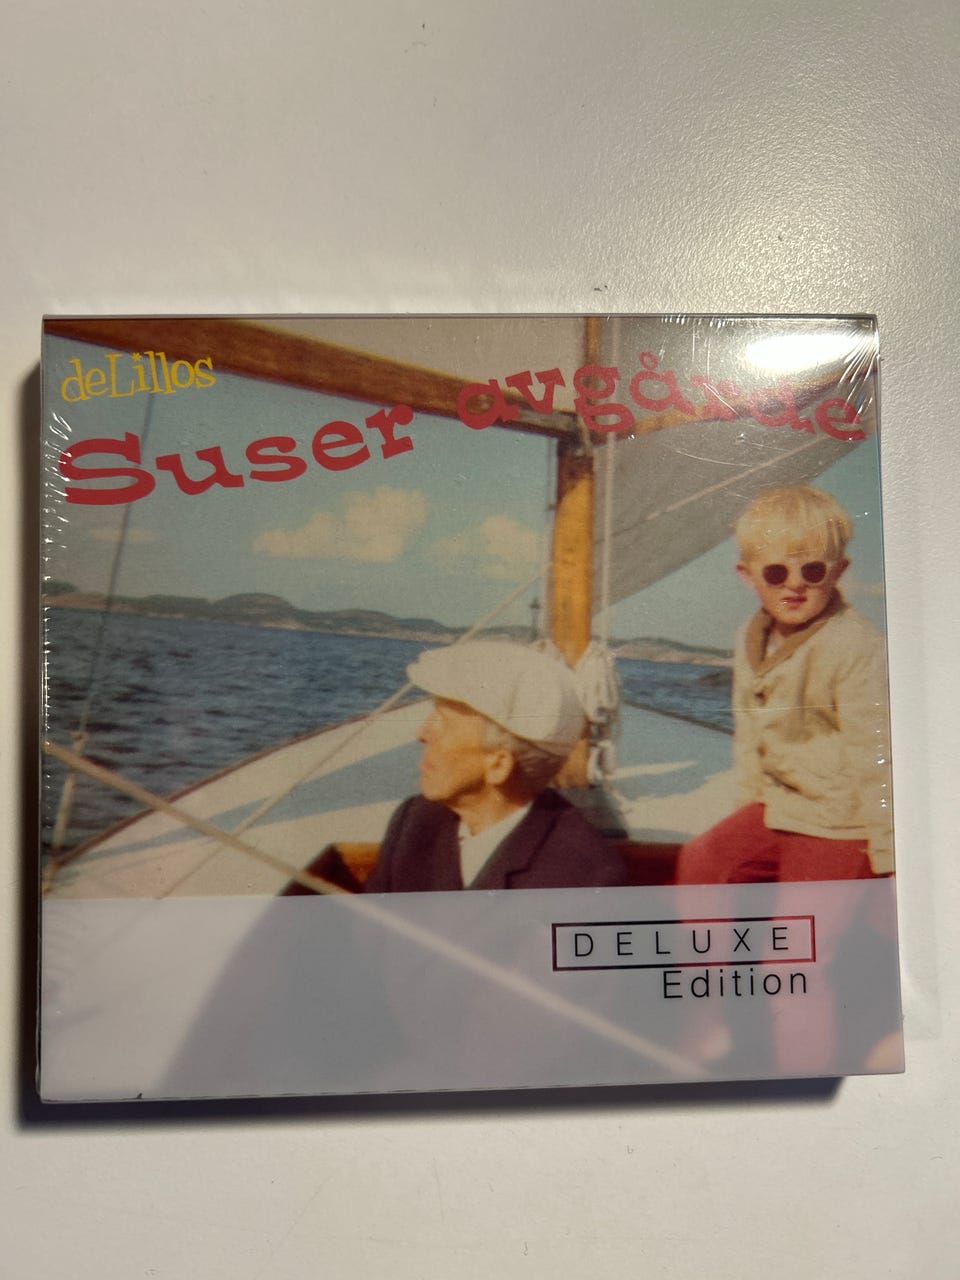 deLillos
Suser avgårde
DELUXE
Edition